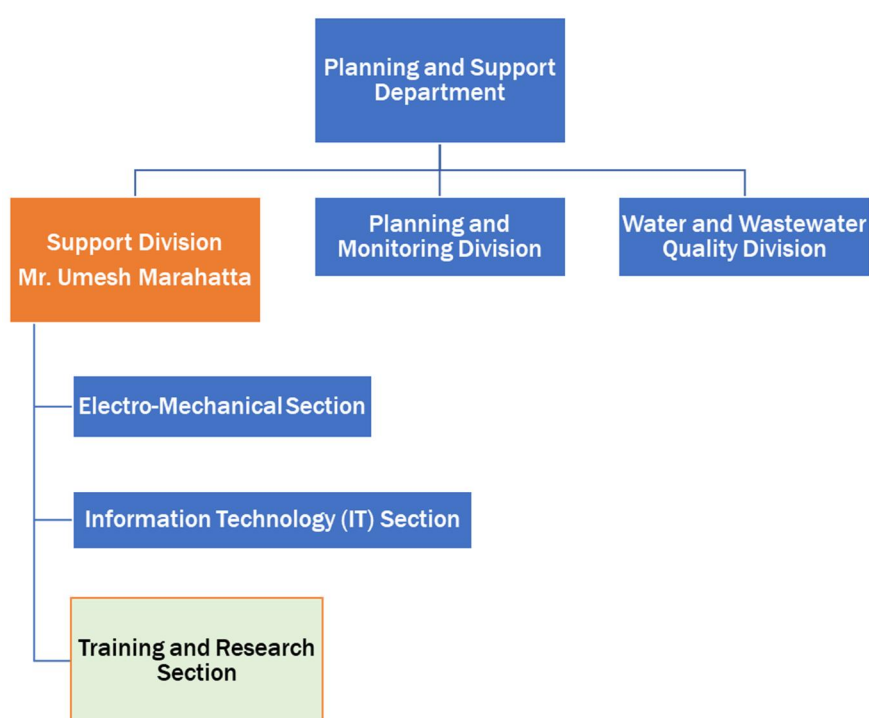 Planning and Support
Department
Support Division
Mr. Umesh Marahatta
Planning and
Monitoring Division
Water and Wastewater
Quality Division
Electro-Mechanical Section
Information Technology (IT) Section
Training and Research
Section